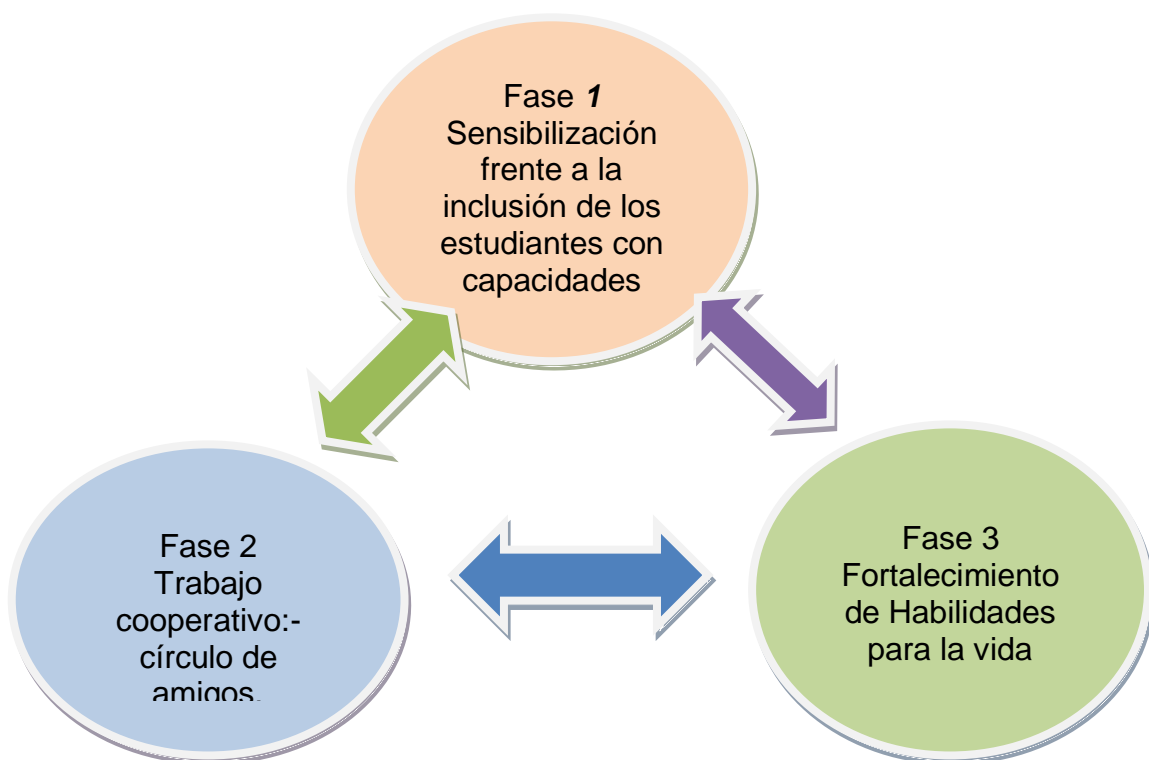 Fase 1
Sensibilización
frente a la
inclusión de los
estudiantes con
capacidades
Fase 2
Trabajo
cooperativo:-
círculo de
amigos.
Fase 3
Fortalecimiento
de Habilidades
para la vida